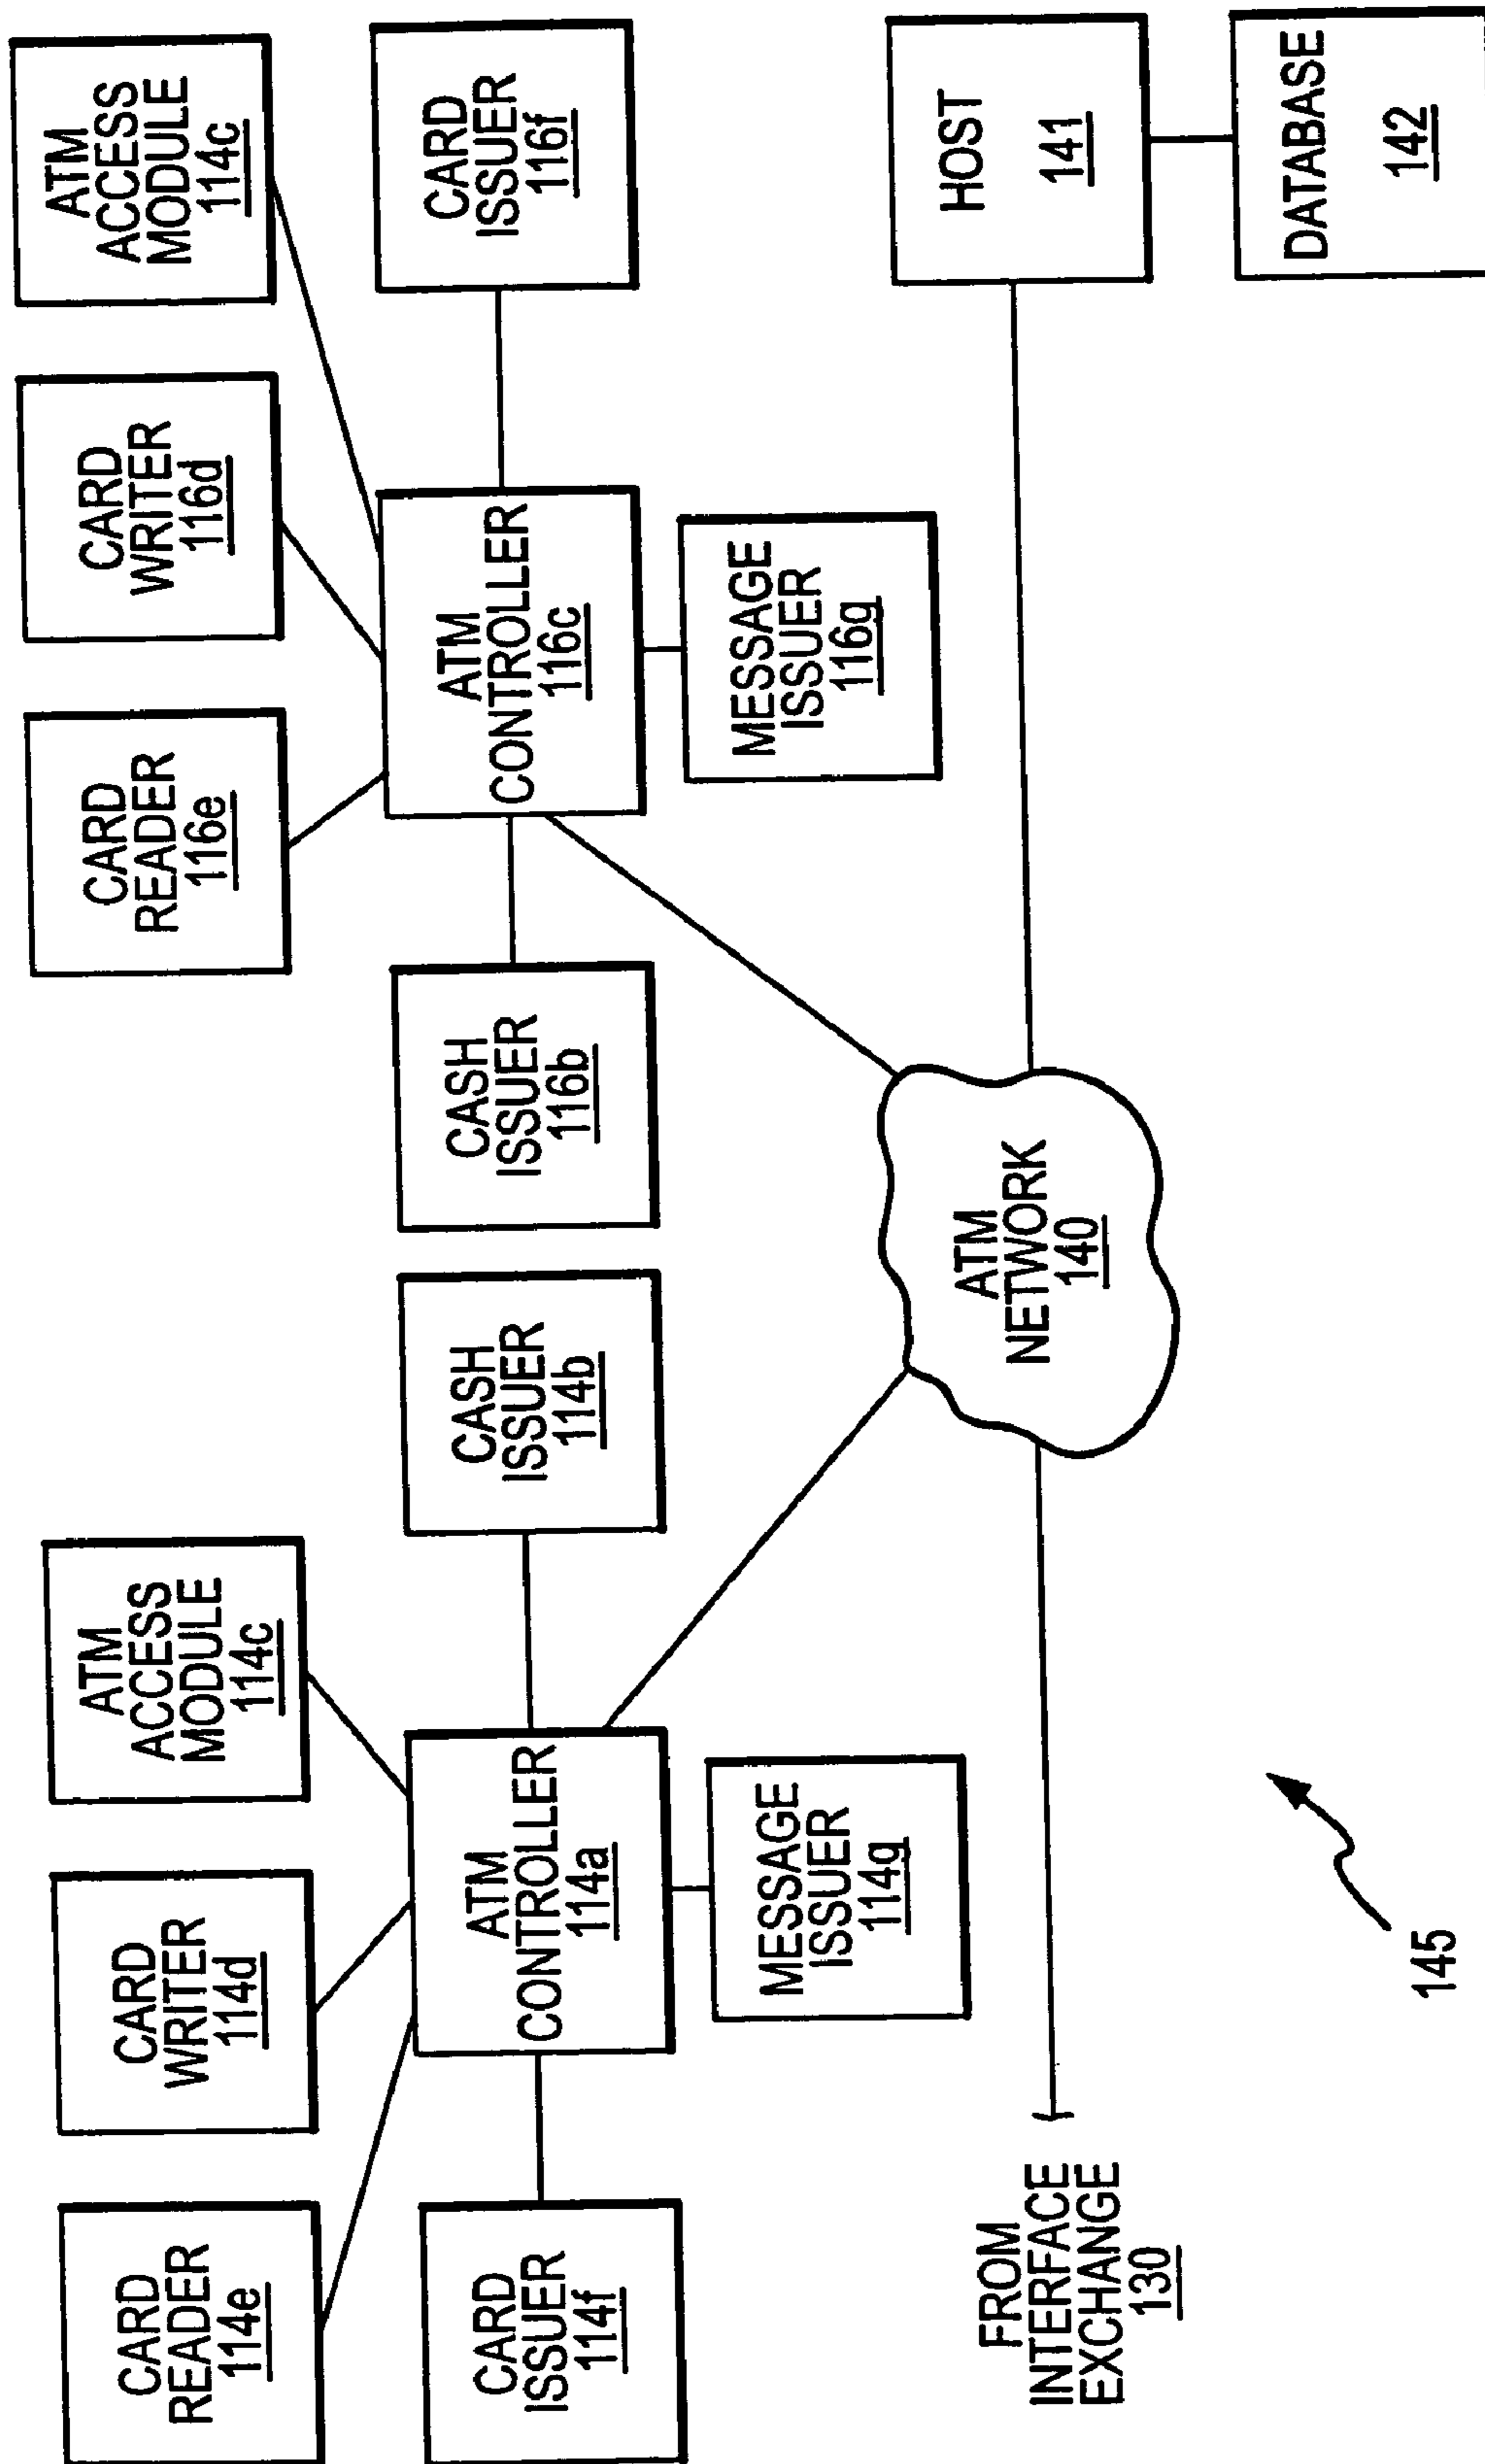 CARD
READER
114e
CARD
WRITER
114d
ATM
ACCESS
MODULE
114c
CARD
READER
116e
CARD
WRITER
116d
ATM
ACCESS
MODULE
114c
CARD
ISSUER
114f
ATM
CONTROLLER
114a
CASH
ISSUER
114b
CASH
ISSUER
116b
ATM
CONTROLLER
116c
CARD
ISSUER
116f
MESSAGE
ISSUER
114g
MESSAGE
ISSUER
116g
FROM
INTERFACE
EXCHANGE
130
ATM
NETWORK
140
HOST
141
DATABASE
142
145